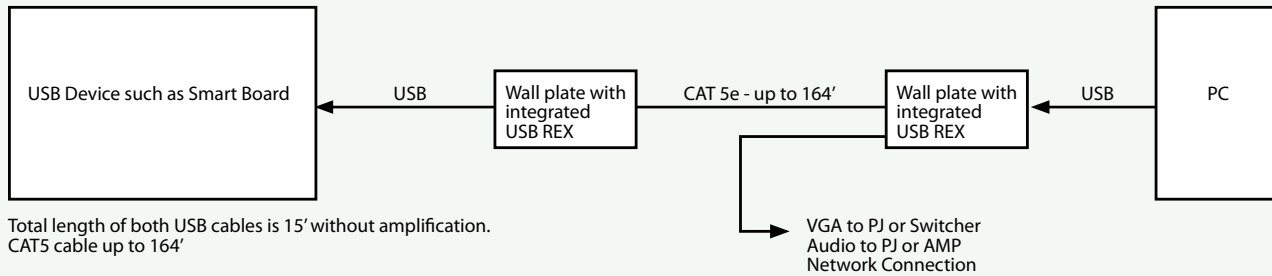 USB Device such as Smart Board
USB
Wall plate with
integrated
USB REX
CAT 5e - up to 164’
Wall plate with
integrated
USB REX
USB
PC
Total length of both USB cables is 15’ without amplification.
CAT5 cable up to 164’
VGA to PJ or Switcher
Audio to PJ or AMP
Network Connection